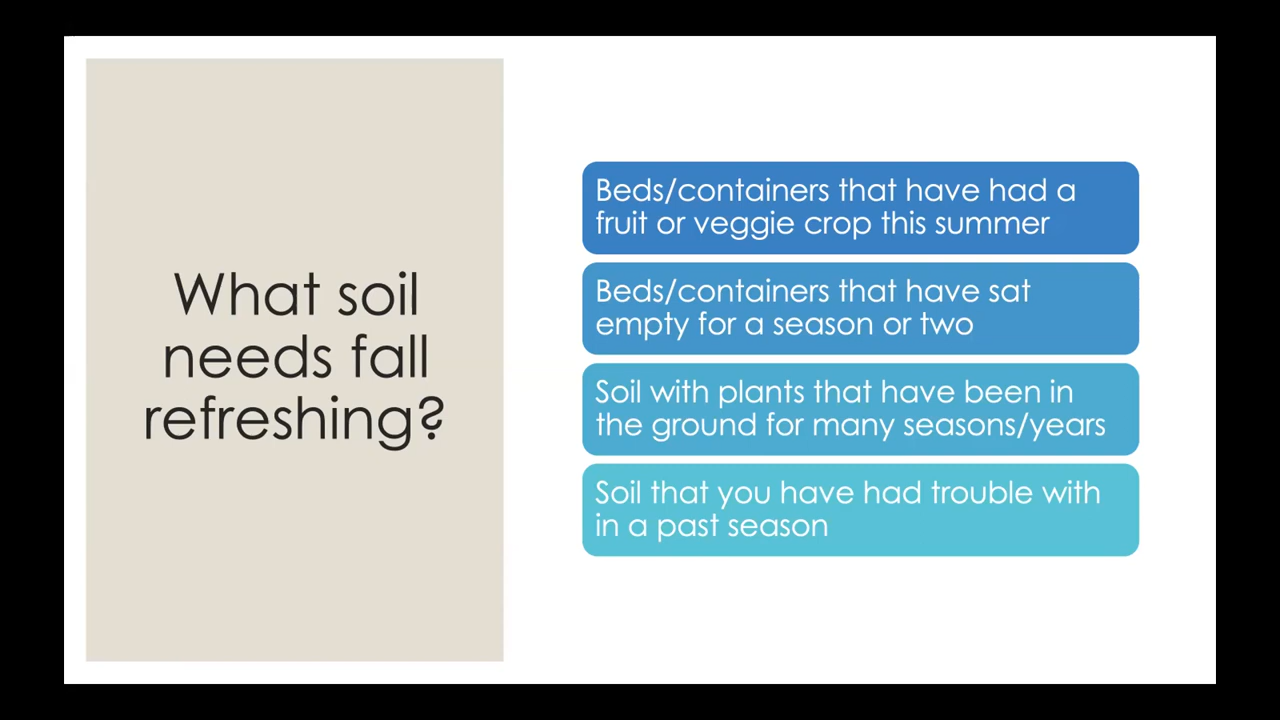 What soil
needs fall
refreshing?
Beds/containers that have had a
fruit or veggie crop this summer
Beds/containers that have sat
empty for a season or two
Soil with plants that have been in
the ground for many seasons/years
Soil that you have had trouble with
in a past season